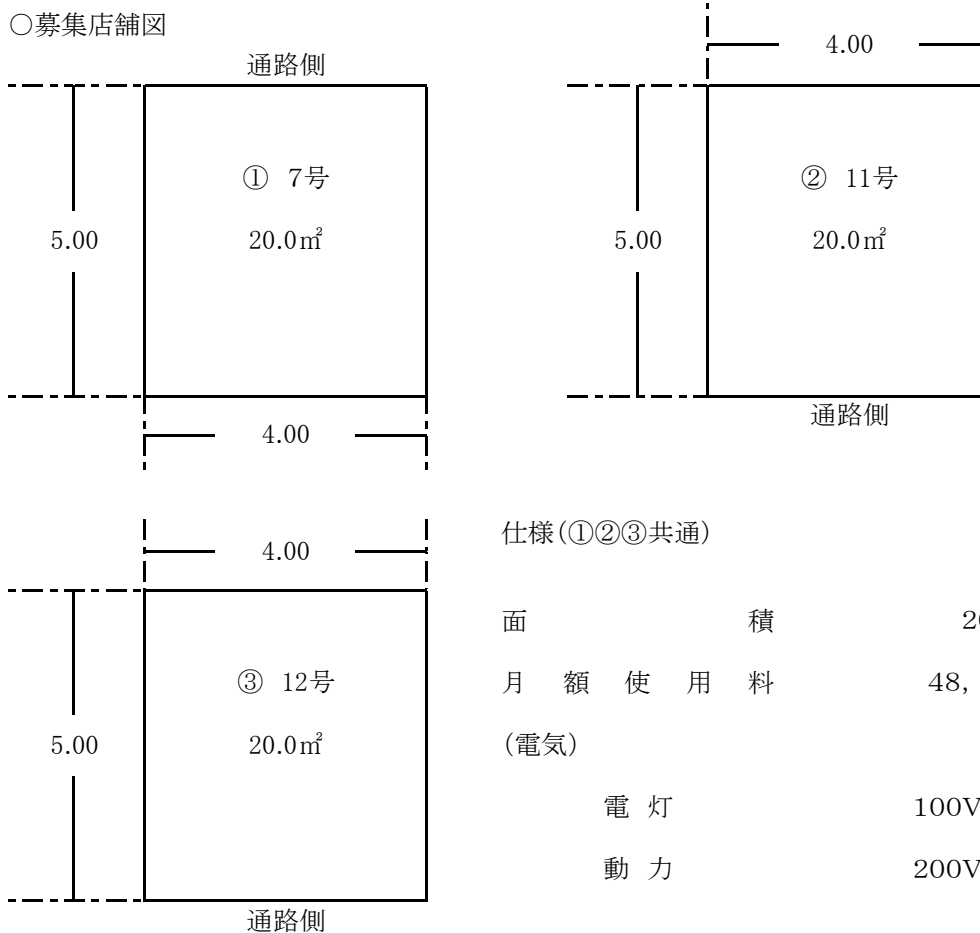 ○募集店舗図
通路側
① 7号
20.0㎡
5.00
4.00
4.00
② 11号
20.0㎡
5.00
通路側
4.00
③ 12号
20.0㎡
5.00
通路側
仕様(①②③共通)
面積
月額使用料 48,
(電気)
電灯 100V
動力 200V